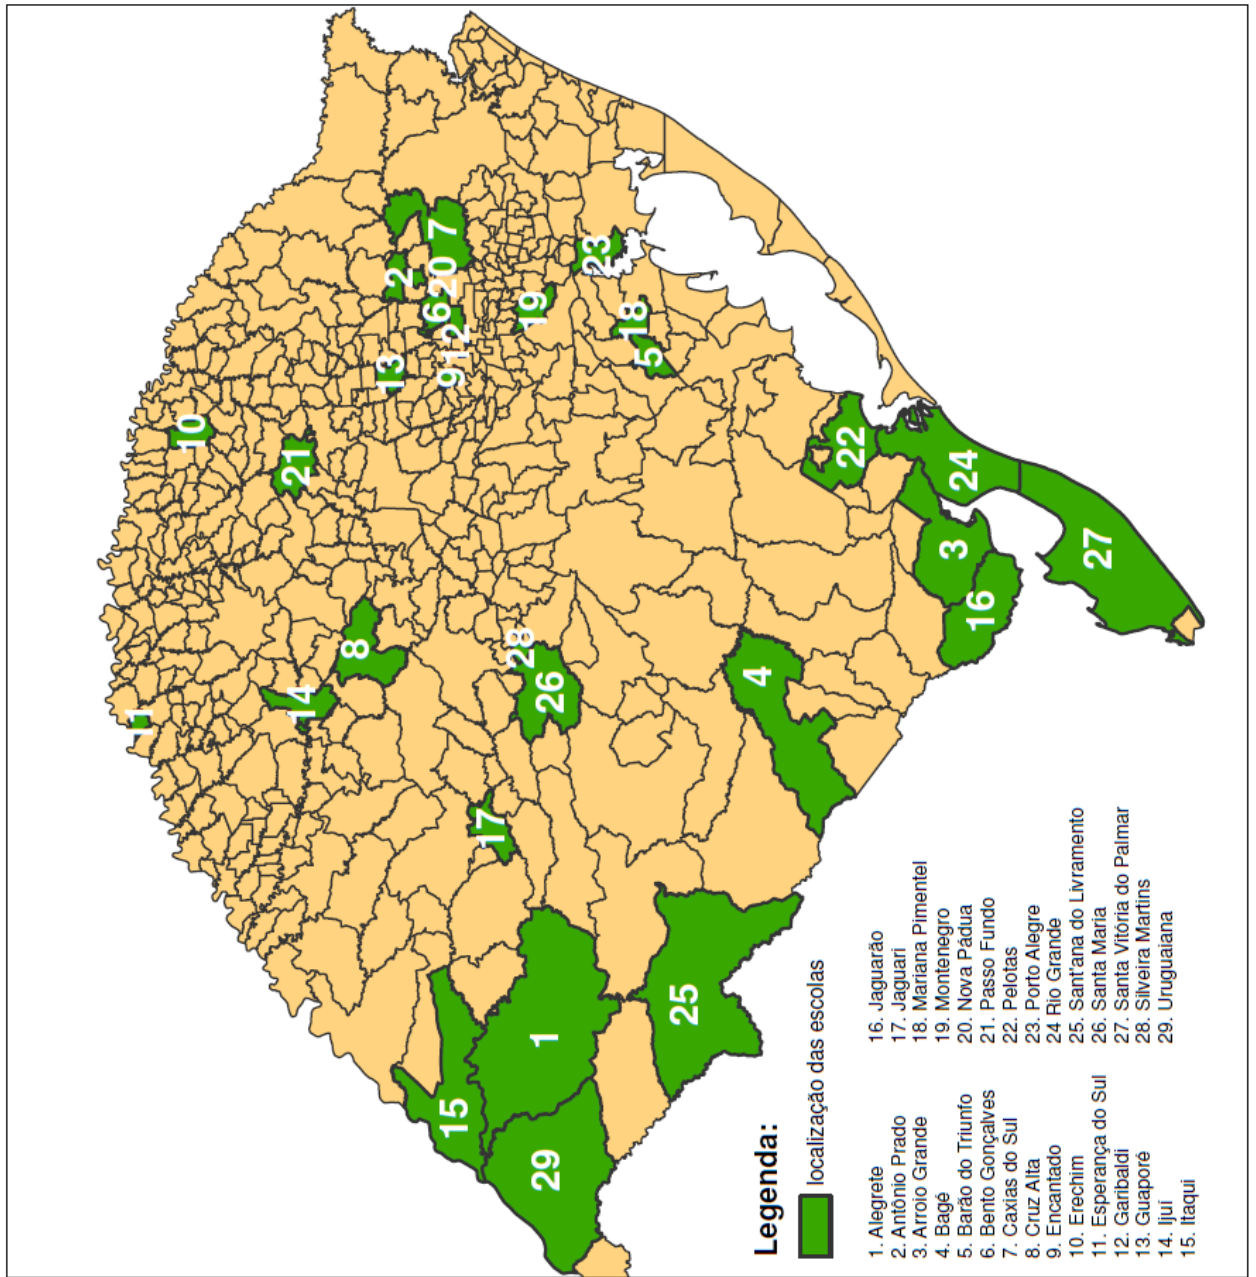 11
10
14
21
8
13
2
6
20
7
9
12
15
17
28
19
29
1
26
23
18
5
25
4
22
3
24
16
27
Legenda:
localização das escolas
1. Alegrete
2. Antônio Prado
3. Arroio Grande
4. Bagé
5. Barão do Triunfo
6. Bento Gonçalves
7. Caxias do Sul
8. Cruz Alta
9. Encantado
10. Erechim
11. Esperança do Sul
12. Garibaldi
13. Guaporé
14. Ijuí
15. Itaqui
16. Jaguarão
17. Jaguari
18. Mariana Pimentel
19. Montenegro
20. Nova Pádua
21. Passo Fundo
22. Pelotas
23. Porto Alegre
24 Rio Grande
25. Sant'ana do Livramento
26. Santa Maria
27. Santa Vitória do Palmar
28. Silveira Martins
29. Uruguaiana